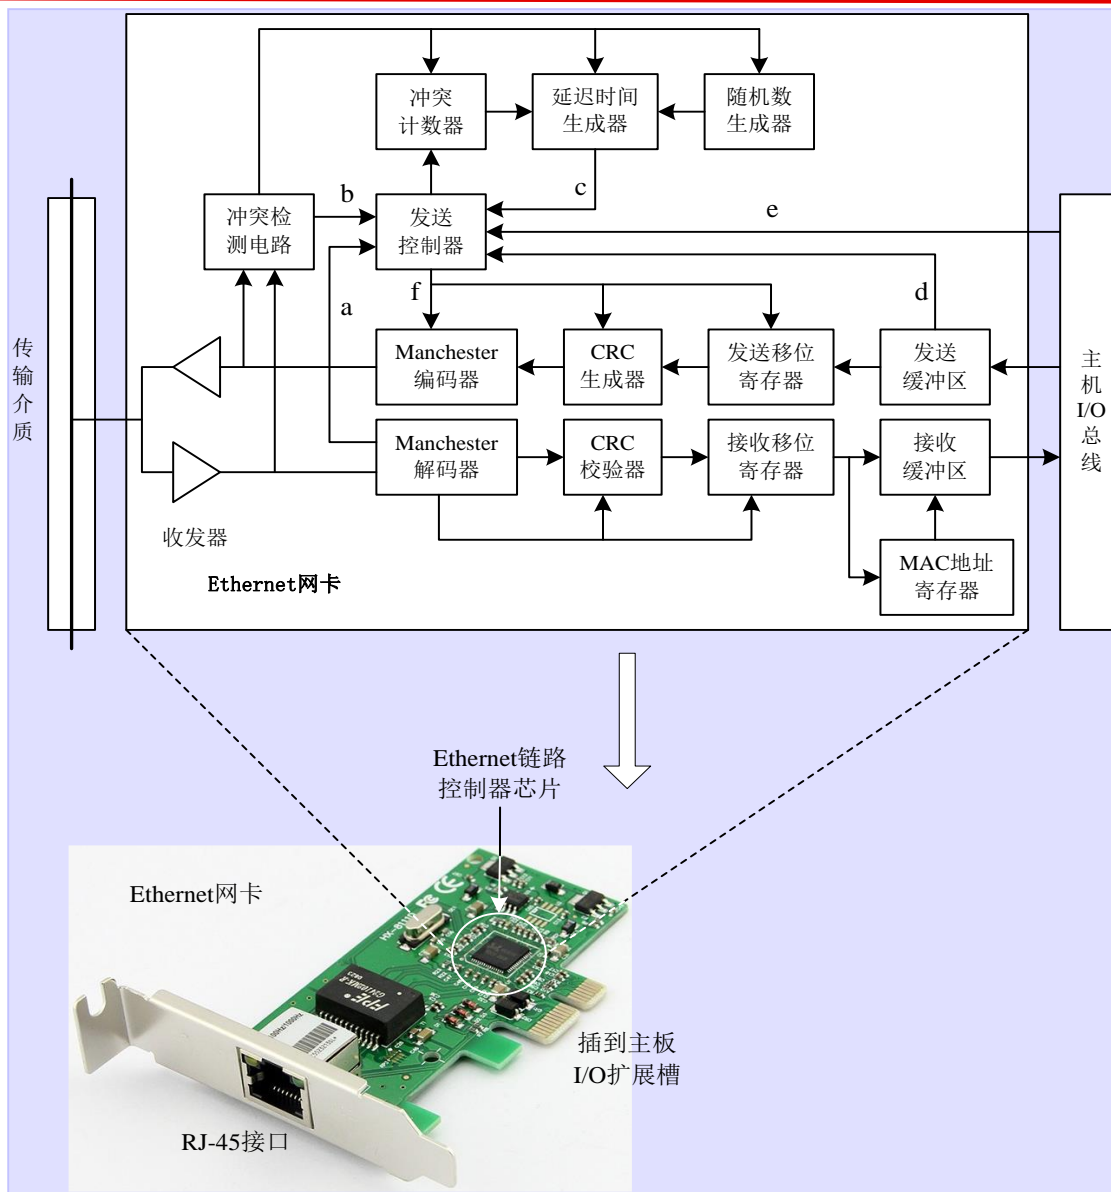 冲突
计数器
延迟时间
生成器
随机数
生成器
b
c
e
冲突检
测电路
发送
控制器
a
f
d
传
输
介
质
Manchester
编码器
CRC
生成器
发送移位
寄存器
发送
缓冲区
主
机
I/O
总
线
Manchester
解码器
CRC
校验器
接收移位
寄存器
接收
缓冲区
收发器
MAC地址
寄存器
Ethernet网卡
Ethernet链路
控制器芯片
Ethernet网卡
CE
FC
FPE
0823
插到主板
I/O扩展槽
RJ-45接口